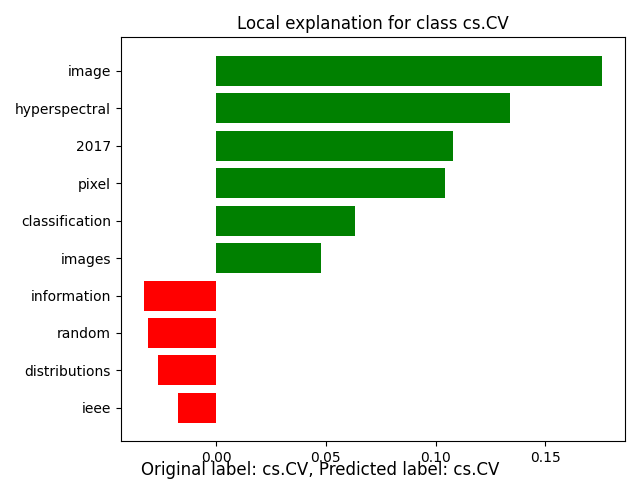 Local explanation for class cs.CV
image
hyperspectral
2017
pixel
classification
images
information
random
distributions
ieee
0.00 0.05 0.10 0.15
Original label: cs.CV, Predicted label: cs.CV